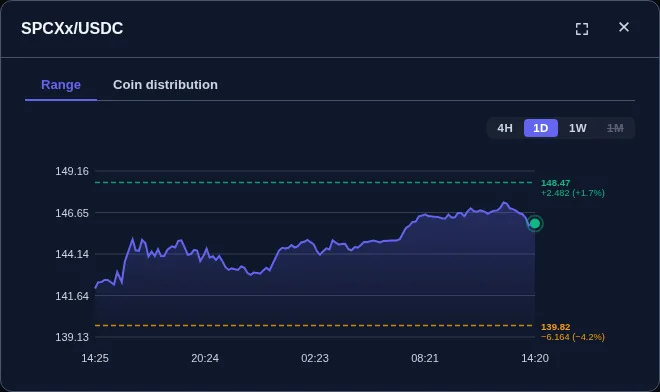 SPCXx/USDC
Range
Coin distribution
4H
1D
1W
1M
149.16
148.47
+2.482 (+1.7%)
146.65
144.14
141.64
139.82
−6.164 (−4.2%)
139.13
14:25
20:24
02:23
08:21
14:20